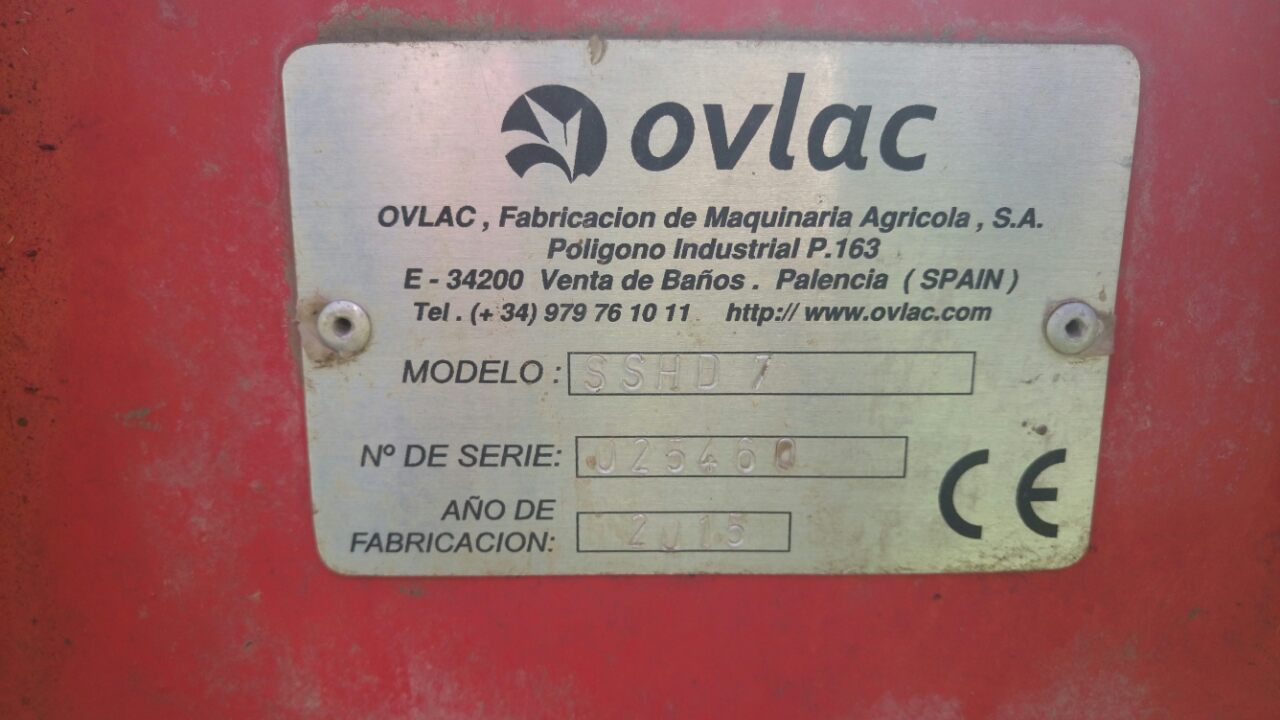 ovlac
OVLAC , Fabricacion de Maquinaria Agricola , S.A.
Poligono Industrial P.163
E - 34200 Venta de Baños . Palencia ( SPAIN )
Tel . (+ 34) 979 76 10 11 http:// www.ovlac.com
MODELO : SSHD 7
Nº DE SERIE: 025460
AÑO DE
FABRICACION: 2015
CE